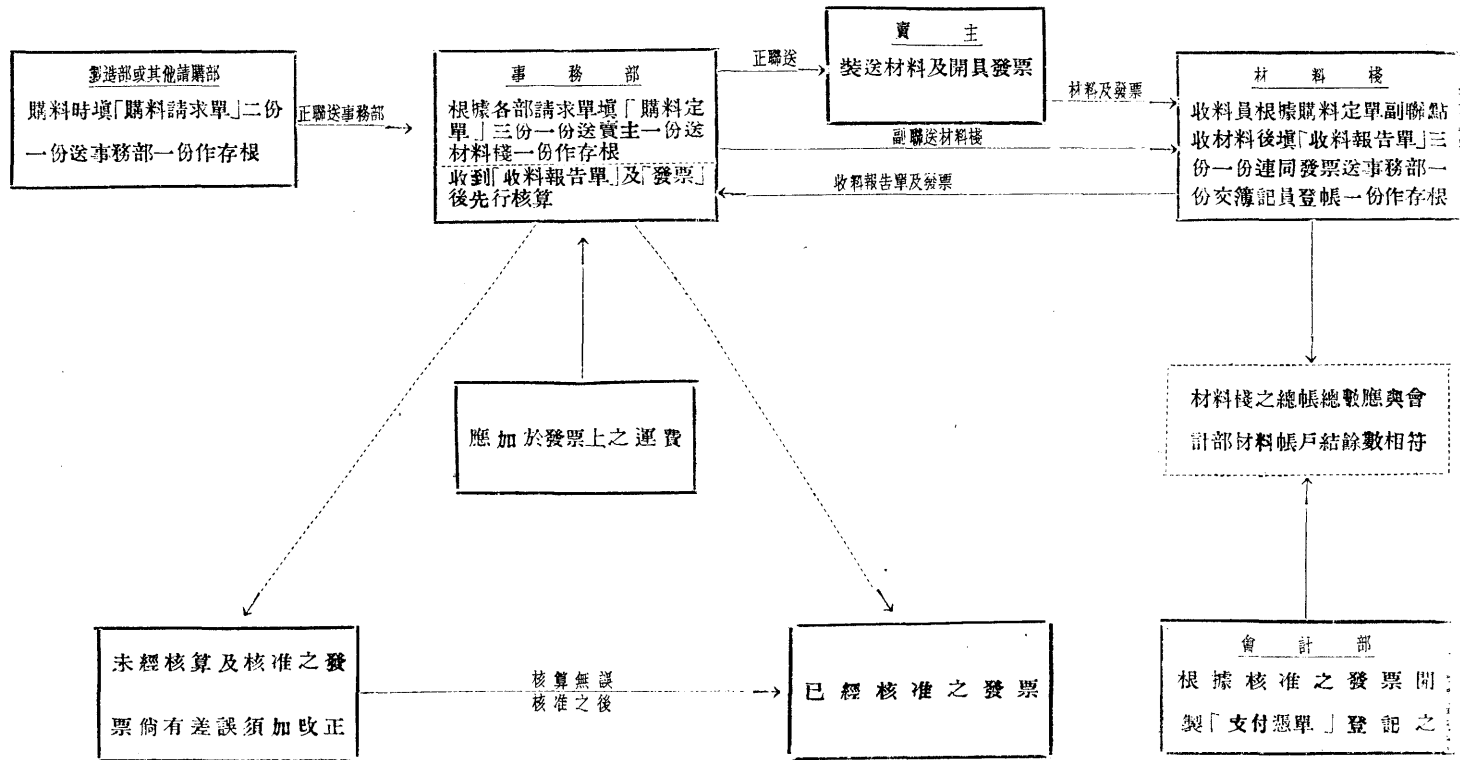 製造部或其他請購部
購料時填「購料請求單」二份
一份送事務部一份作存根
正聯送事務部
事務部
根據各部請求單填「購料定
單」三份一份送賣主一份送
材料棧一份作存根
收到「收料報告單」及「發票」
後先行核算
正聯送
賣主
裝送材料及開具發票
材料及發票
副聯送材料棧
收料報告單及發票
材料棧
收料員根據購料定單副聯點
收材料後填「收料報告單」三
份一份連同發票送事務部一
份交簿記員登帳一份作存根
應加於發票上之運費
材料棧之總帳總數應與會
計部材料帳戶結餘數相符
未經核算及核准之發
票倘有差誤須加改正
核算無誤
核准之後
已經核准之發票
會計部
根據核准之發票開
製「支付憑單」登記之